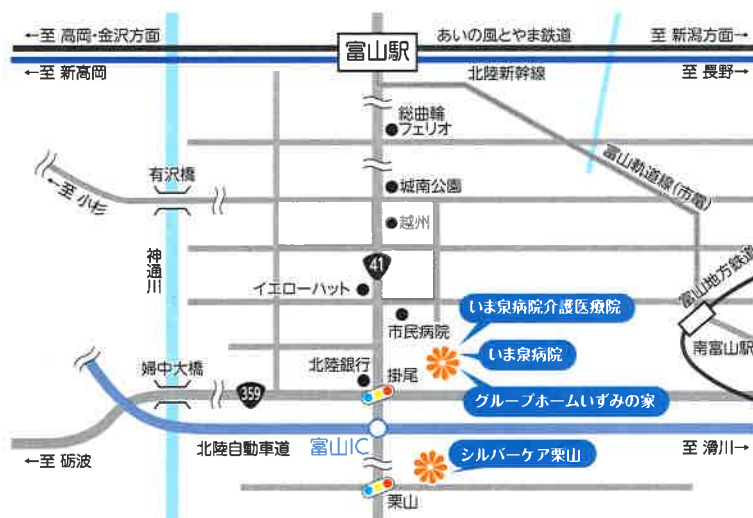 ←至 高岡・金沢方面
富山駅
あいの風とやま鉄道
至 新潟方面→
←至 新高岡
北陸新幹線
至 長野→
総曲輪
フェリオ
富山軌道線(市電)
有沢橋
城南公園
←至 小杉
越州
神通川
41
イエローハット
富山地方鉄道
いま泉病院介護医療院
市民病院
南富山駅
いま泉病院
婦中大橋
北陸銀行
掛尾
359
グループホームいずみの家
北陸自動車道
富山IC
シルバーケア栗山
至 滑川→
←至 砺波
栗山